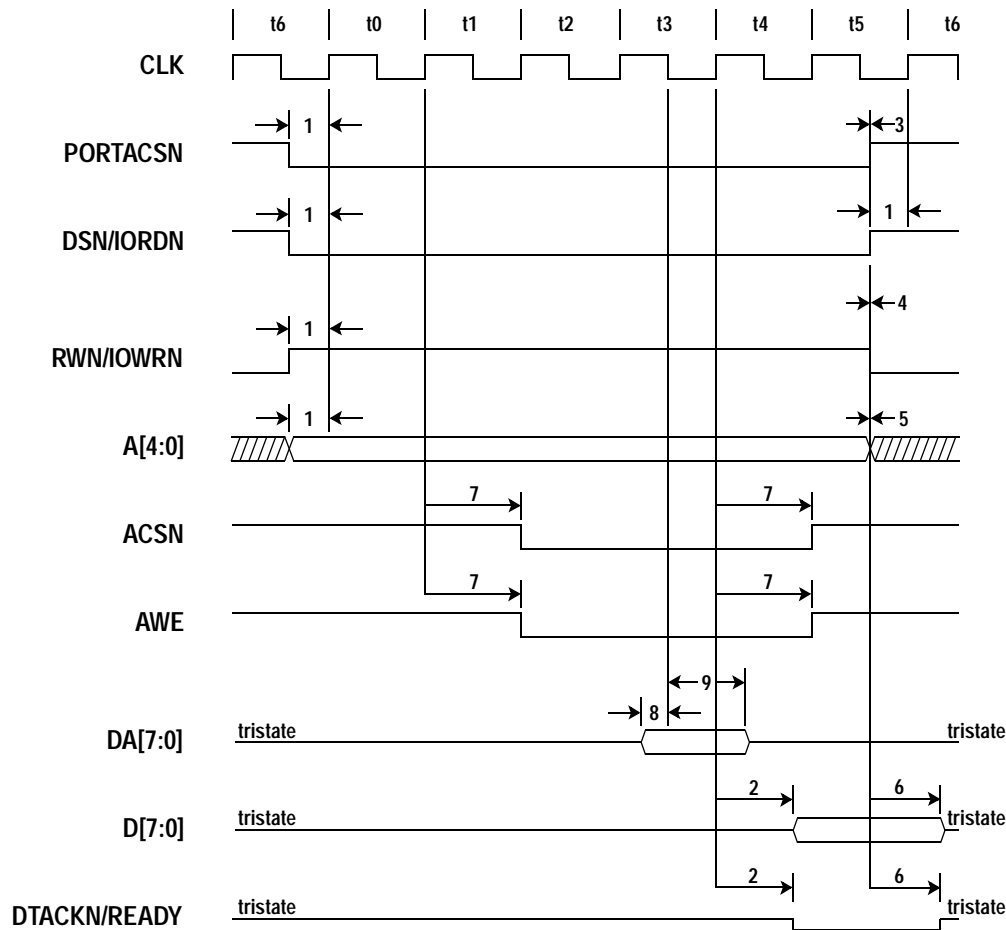 t6 t0 t1 t2 t3 t4 t5 t6
CLK
1 3
PORTACSN
1 1
DSN/IORDN
4
1
RWN/IOWRN
1 5
A[4:0]
7 7
ACSN
7 7
AWE
9
8
tristate tristate
DA[7:0]
2 6
tristate tristate
D[7:0]
2 6
tristate tristate
DTACKN/READY